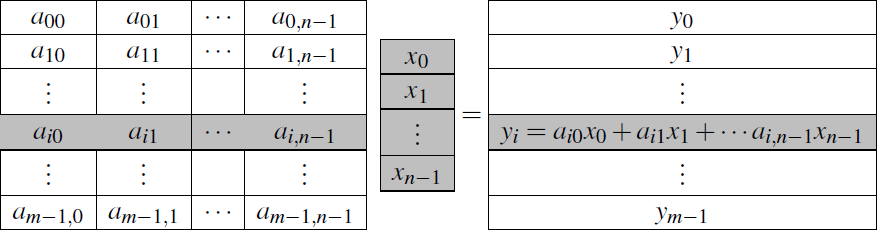 a₀₀ a₀₁ ⋯ a₀,ₙ₋₁
a₁₀ a₁₁ ⋯ a₁,ₙ₋₁
⋮ ⋮ ⋮
aᵢ₀ aᵢ₁ ⋯ aᵢ,ₙ₋₁
⋮ ⋮ ⋮
aₘ₋₁,₀ aₘ₋₁,₁ ⋯ aₘ₋₁,ₙ₋₁
x₀
x₁
⋮
xₙ₋₁
=
y₀
y₁
⋮
yᵢ = aᵢ₀x₀ + aᵢ₁x₁ + ⋯ aᵢ,ₙ₋₁xₙ₋₁
⋮
yₘ₋₁